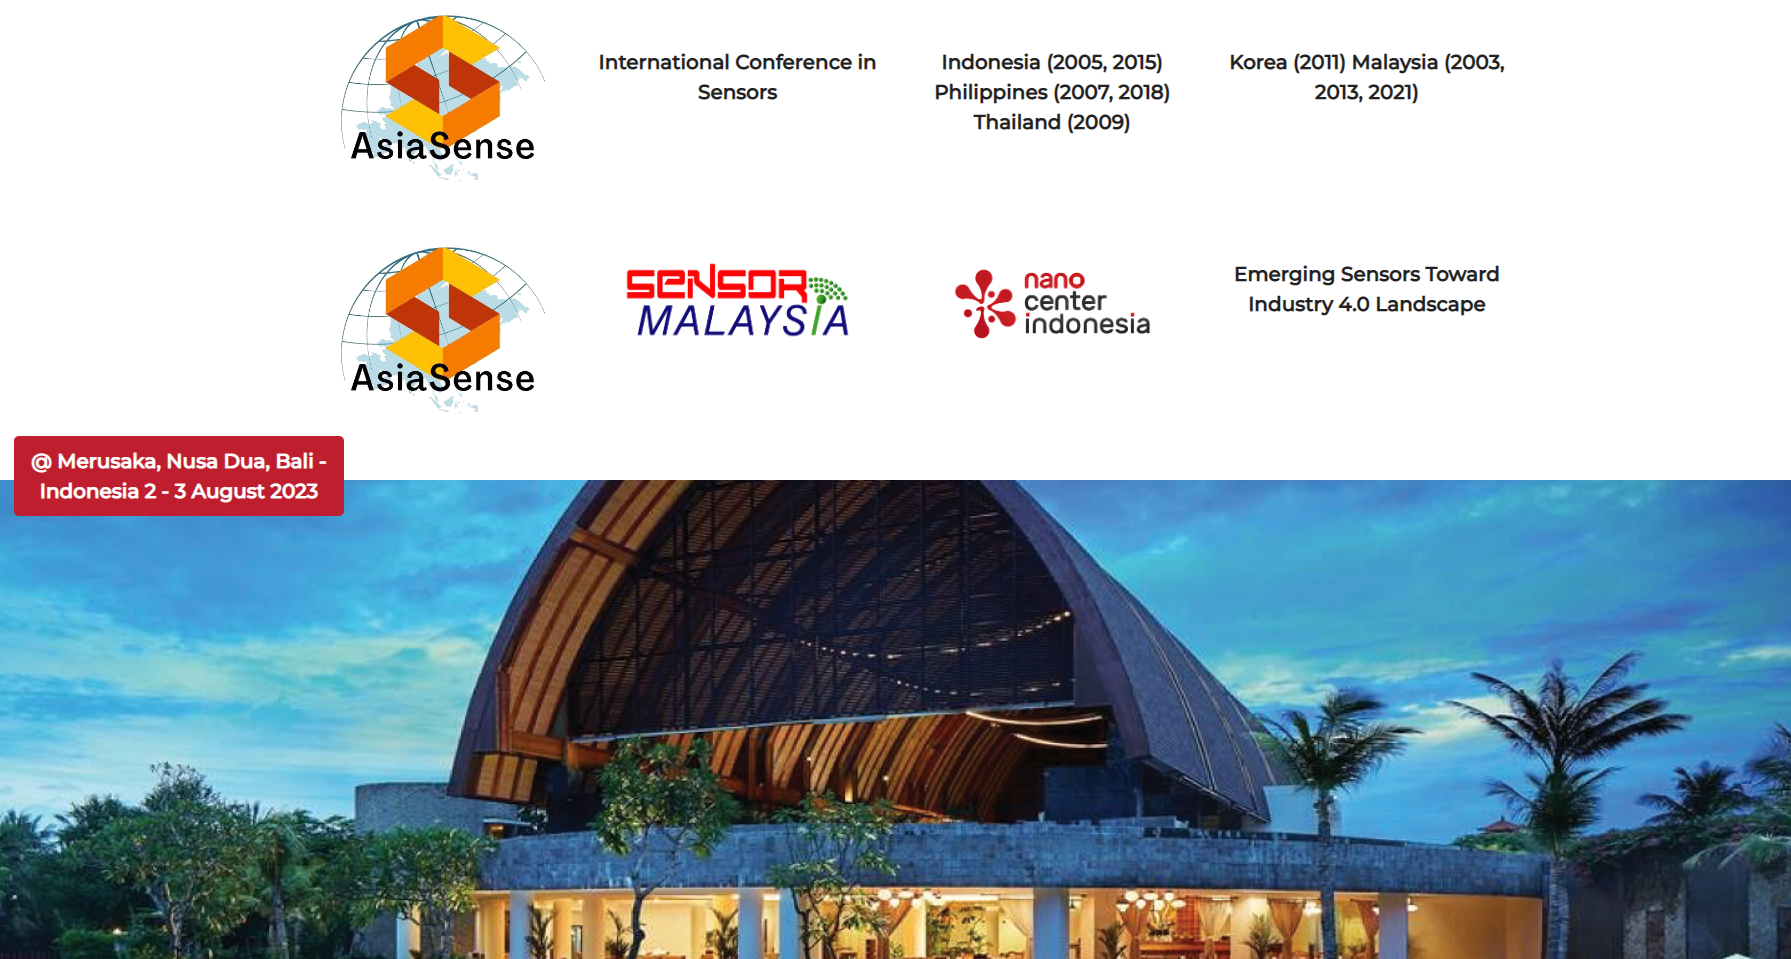 AsiaSense
International Conference in
Sensors
Indonesia (2005, 2015)
Philippines (2007, 2018)
Thailand (2009)
Korea (2011) Malaysia (2003,
2013, 2021)
AsiaSense
SENSOR
MALAYSIA
nano
center
indonesia
Emerging Sensors Toward
Industry 4.0 Landscape
@ Merusaka, Nusa Dua, Bali -
Indonesia 2 - 3 August 2023